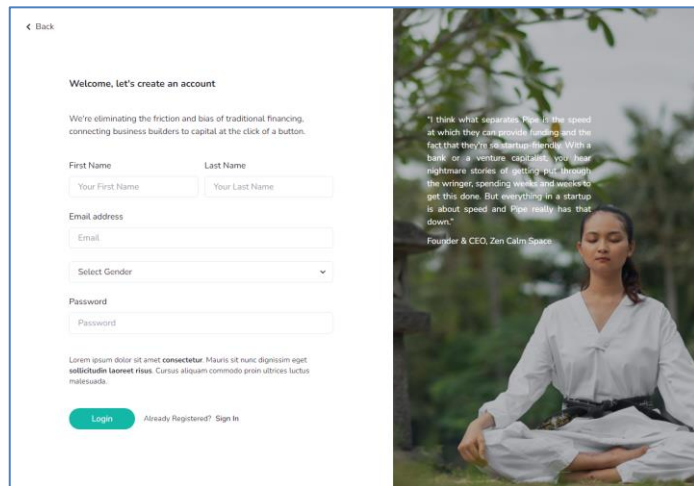 Back
Welcome, let's create an account
We're eliminating the friction and bias of traditional financing,
connecting business builders to capital at the click of a button.
First Name Last Name
Your First Name Your Last Name
Email address
Email
Select Gender
Password
Password
Lorem ipsum dolor sit amet consectetur. Mauris sit nunc dignissim eget
sollicitudin laoreet risus. Cursus aliquam commodo proin ultrices luctus
malesuada.
Login Already Registered? Sign In
"I think what separates Pipe is the speed
at which they can provide funding and the
fact that they're so startup-friendly. With a
bank or a venture capitalist, you hear
nightmare stories of getting put through
the wringer, spending weeks and weeks to
get this done. But everything in a startup
is about speed and Pipe really has that
down."
Founder & CEO, Zen Calm Space